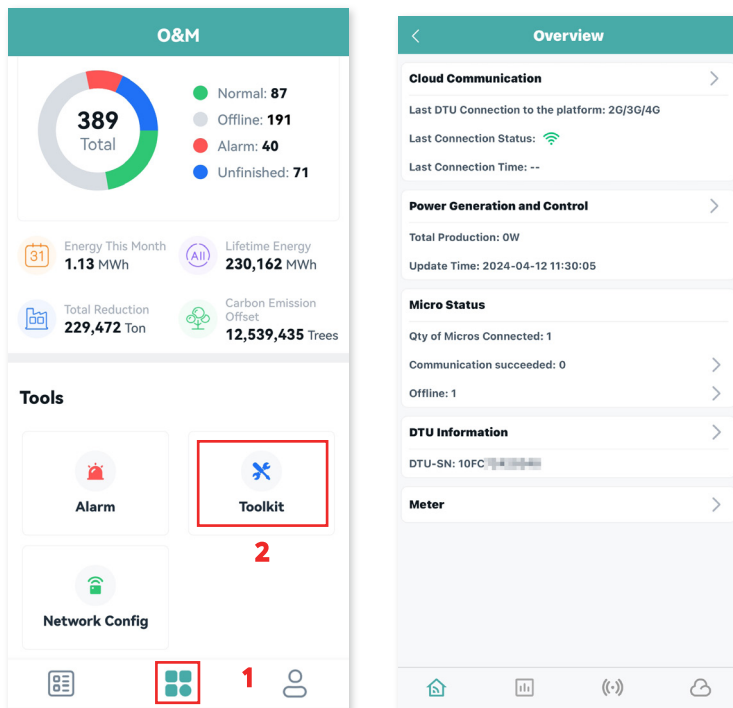 O&M
389
Total
Normal: 87
Offline: 191
Alarm: 40
Unfinished: 71
31
Energy This Month
1.13 MWh
All
Lifetime Energy
230,162 MWh
Total Reduction
229,472 Ton
Carbon Emission
Offset
12,539,435 Trees
Tools
Alarm
Toolkit
2
Network Config
1
Overview
Cloud Communication
Last DTU Connection to the platform: 2G/3G/4G
Last Connection Status:
Last Connection Time: --
Power Generation and Control
Total Production: 0W
Update Time: 2024-04-12 11:30:05
Micro Status
Qty of Micros Connected: 1
Communication succeeded: 0
Offline: 1
DTU Information
DTU-SN: 10FC
Meter